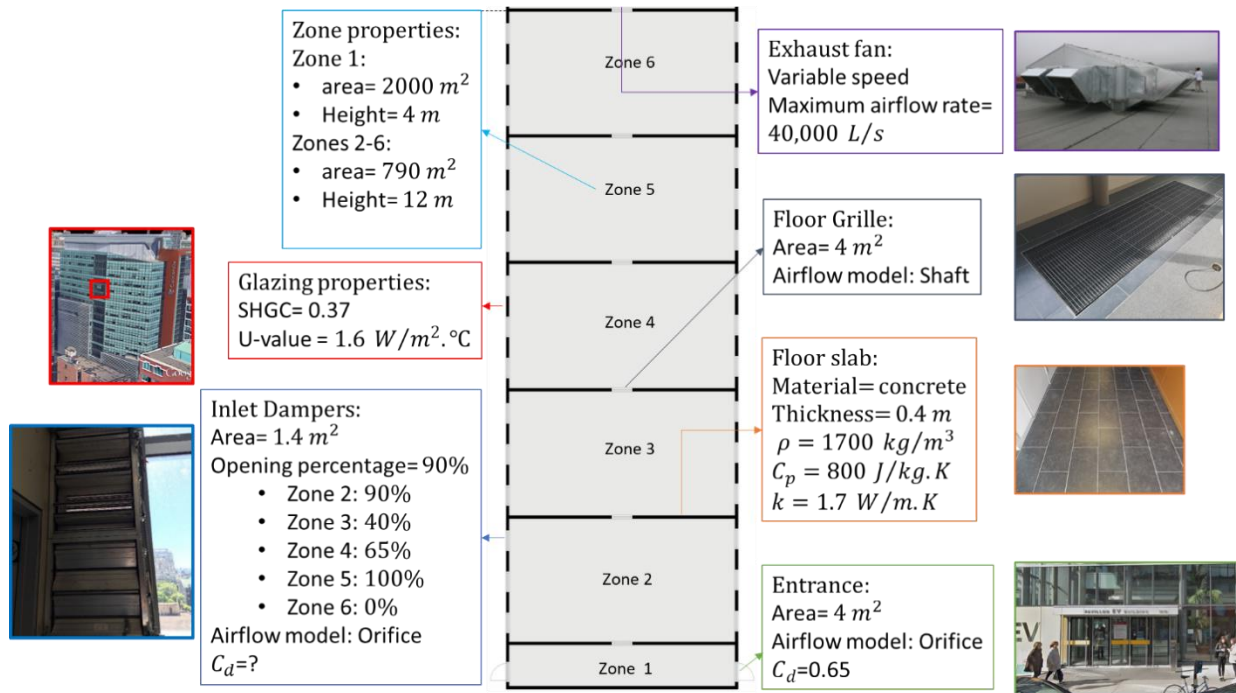 Zone properties:
Zone 1:
• area= 2000 m²
• Height= 4 m
Zones 2-6:
• area= 790 m²
• Height= 12 m
Glazing properties:
SHGC= 0.37
U-value = 1.6 W/m².°C
Inlet Dampers:
Area= 1.4 m²
Opening percentage= 90%
• Zone 2: 90%
• Zone 3: 40%
• Zone 4: 65%
• Zone 5: 100%
• Zone 6: 0%
Airflow model: Orifice
C_d=?
Zone 6
Zone 5
Zone 4
Zone 3
Zone 2
Zone 1
Exhaust fan:
Variable speed
Maximum airflow rate=
40,000 L/s
Floor Grille:
Area= 4 m²
Airflow model: Shaft
Floor slab:
Material= concrete
Thickness= 0.4 m
ρ = 1700 kg/m³
C_p = 800 J/kg.K
k = 1.7 W/m.K
Entrance:
Area= 4 m²
Airflow model: Orifice
C_d=0.65
EV